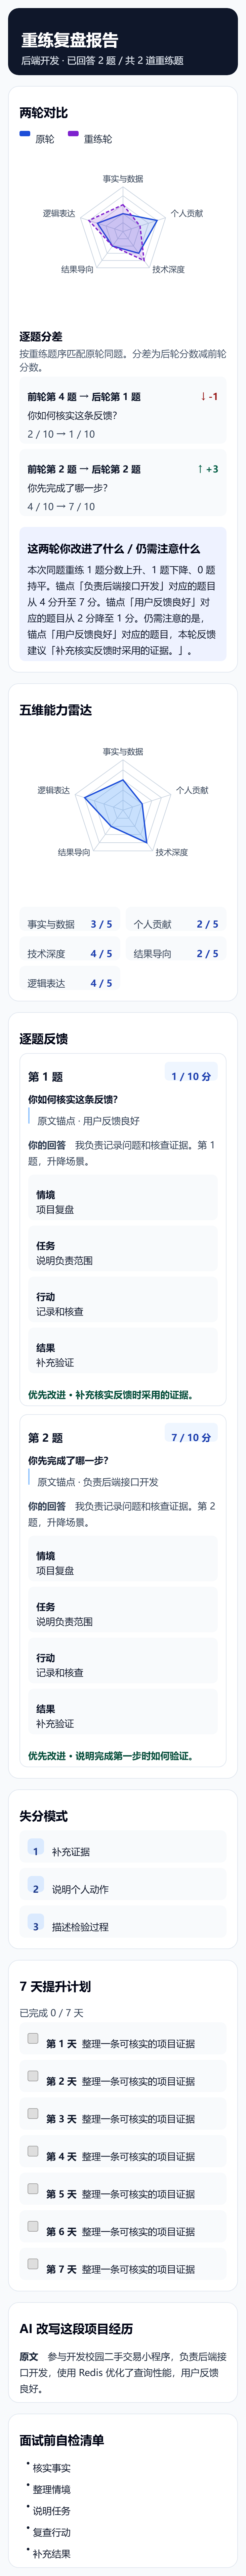 重练复盘报告
后端开发 · 已回答 2 题 / 共 2 道重练题
两轮对比
原轮
重练轮
事实与数据
逻辑表达
个人贡献
结果导向
技术深度
逐题分差
按重练题序匹配原轮同题。分差为后轮分数减前轮
分数。
前轮第 4 题 → 后轮第 1 题
↓ -1
你如何核实这条反馈?
2 / 10 → 1 / 10
前轮第 2 题 → 后轮第 2 题
↑ +3
你先完成了哪一步?
4 / 10 → 7 / 10
这两轮你改进了什么 / 仍需注意什么
本次同题重练 1 题分数上升、1 题下降、0 题
持平。锚点「负责后端接口开发」对应的题目
从 4 分升至 7 分。锚点「用户反馈良好」对
应的题目从 2 分降至 1 分。仍需注意的是,
锚点「用户反馈良好」对应的题目,本轮反馈
建议「补充核实反馈时采用的证据。」。
五维能力雷达
事实与数据
逻辑表达
个人贡献
结果导向
技术深度
事实与数据 3 / 5
个人贡献 2 / 5
技术深度 4 / 5
结果导向 2 / 5
逻辑表达 4 / 5
逐题反馈
第 1 题
1 / 10 分
你如何核实这条反馈?
原文锚点 · 用户反馈良好
你的回答 我负责记录问题和核查证据。第 1
题,升降场景。
情境
项目复盘
任务
说明负责范围
行动
记录和核查
结果
补充验证
优先改进 · 补充核实反馈时采用的证据。
第 2 题
7 / 10 分
你先完成了哪一步?
原文锚点 · 负责后端接口开发
你的回答 我负责记录问题和核查证据。第 2
题,升降场景。
情境
项目复盘
任务
说明负责范围
行动
记录和核查
结果
补充验证
优先改进 · 说明完成第一步时如何验证。
失分模式
1 补充证据
2 说明个人动作
3 描述检验过程
7 天提升计划
已完成 0 / 7 天
第 1 天 整理一条可核实的项目证据
第 2 天 整理一条可核实的项目证据
第 3 天 整理一条可核实的项目证据
第 4 天 整理一条可核实的项目证据
第 5 天 整理一条可核实的项目证据
第 6 天 整理一条可核实的项目证据
第 7 天 整理一条可核实的项目证据
AI 改写这段项目经历
原文 参与开发校园二手交易小程序,负责后端接
口开发,使用 Redis 优化了查询性能,用户反馈
良好。
面试前自检清单
• 核实事实
• 整理情境
• 说明任务
• 复查行动
• 补充结果